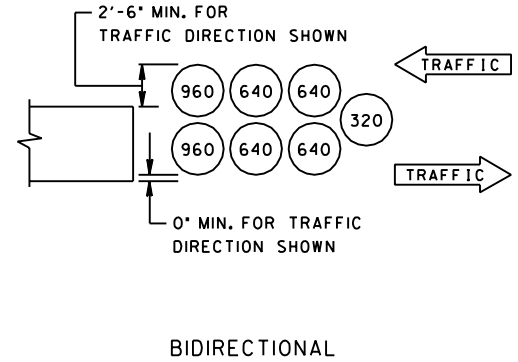 2'-6" MIN. FOR
TRAFFIC DIRECTION SHOWN
TRAFFIC
960 640 640
320
960 640 640
TRAFFIC
0" MIN. FOR TRAFFIC
DIRECTION SHOWN
BIDIRECTIONAL